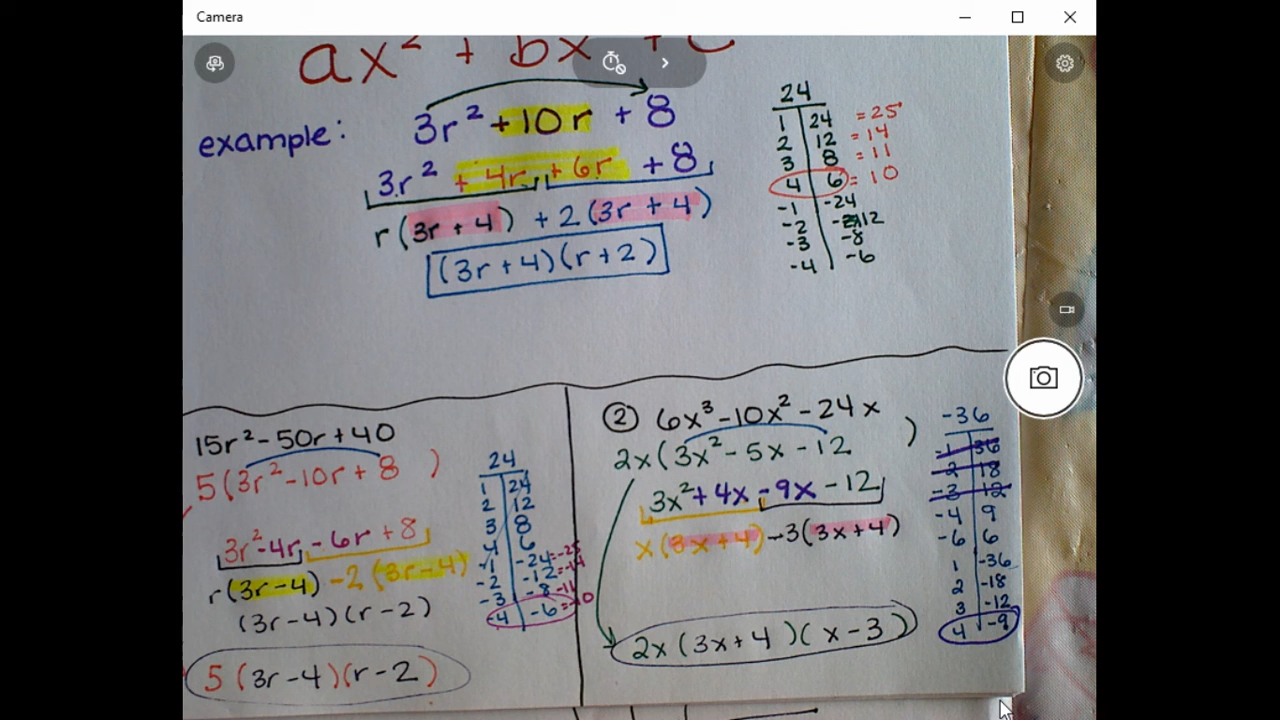 Camera
ax² + bx + c
example: 3r² + 10r + 8
3r² + 4r + 6r + 8
r(3r + 4) + 2(3r + 4)
(3r + 4)(r + 2)
24
1 24 = 25
2 12 = 14
3 8 = 11
4 6 = 10
-1 -24
-2 -12
-3 -8
-4 -6
15r² - 50r + 40
5(3r² - 10r + 8 )
3r² - 4r - 6r + 8
r(3r - 4) - 2(3r - 4)
(3r - 4)(r - 2)
5(3r - 4)(r - 2)
24
1 24
2 12
3 8
4 6
-1 -24 = -25
-2 -12 = -14
-3 -8 -11
-4 -6 = -10
② 6x³ - 10x² - 24x
2x(3x² - 5x - 12 )
3x² + 4x - 9x - 12
x(3x + 4) - 3(3x + 4)
2x(3x + 4)(x - 3)
-36
-1 36
-2 18
-3 12
-4 9
-6 6
1 -36
2 -18
3 -12
4 -9